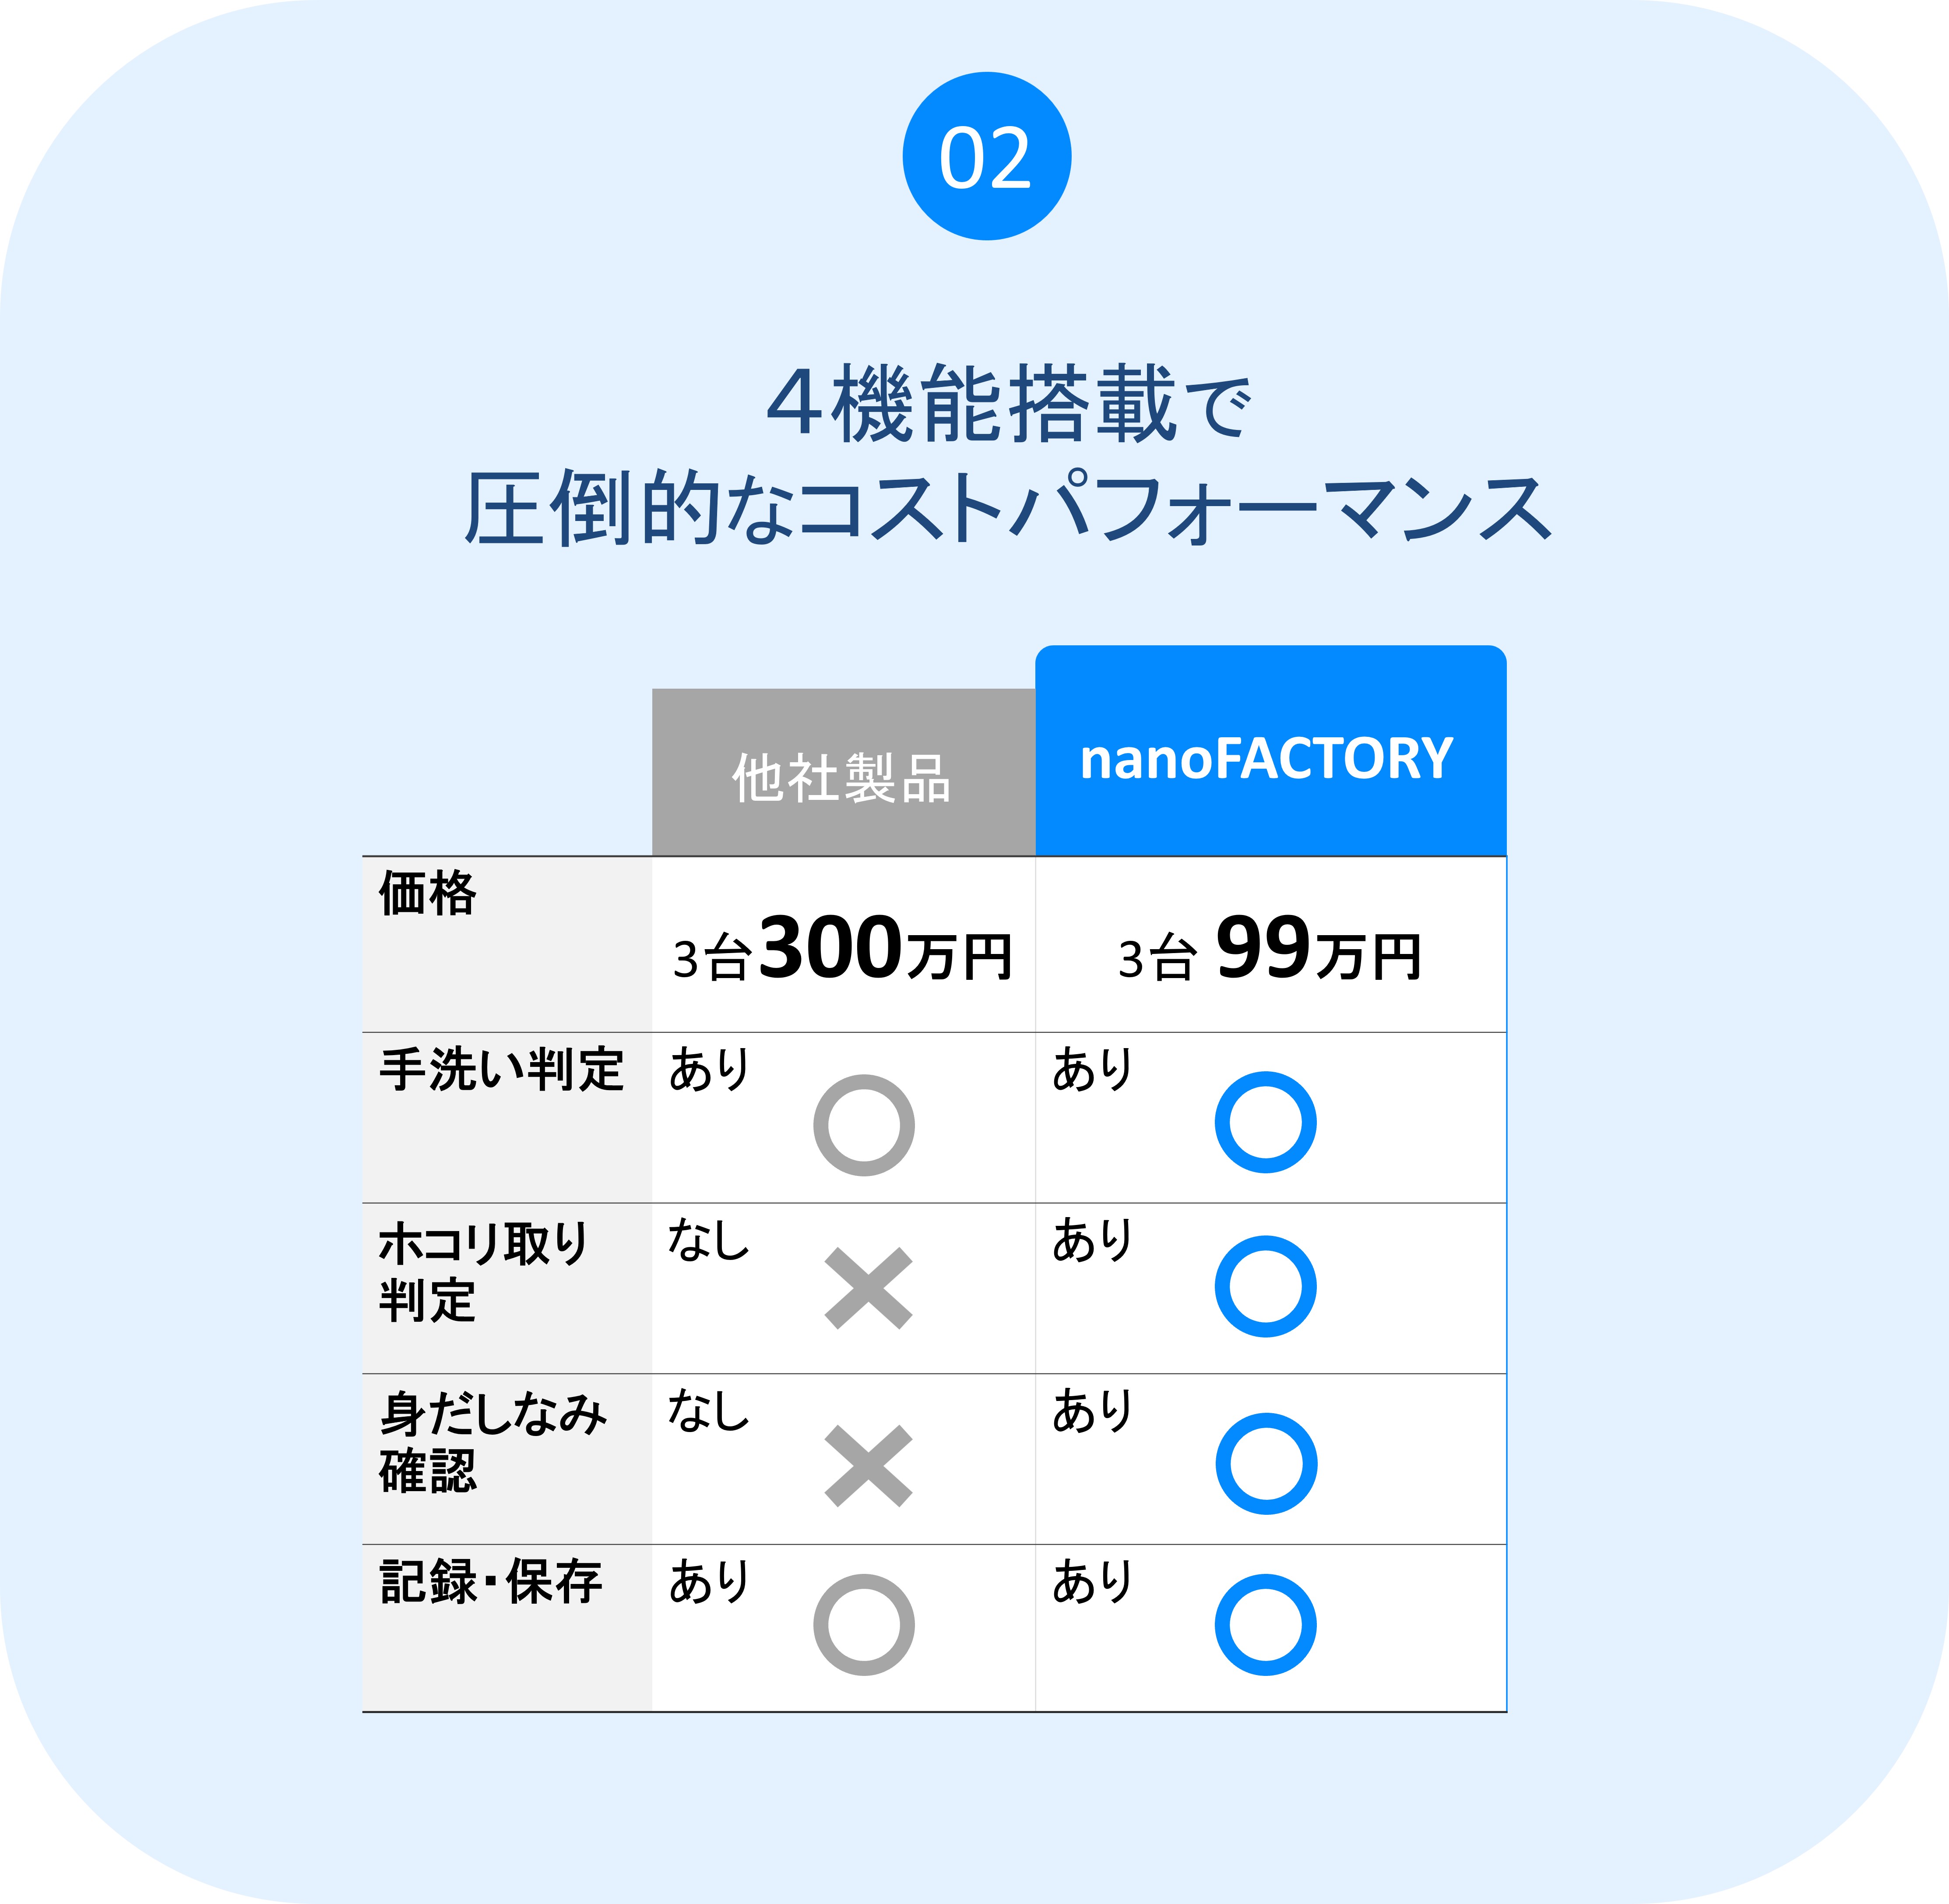 02
4機能搭載で
圧倒的なコストパフォーマンス
他社製品
nanoFACTORY
価格
3台300万円
3台 99万円
手洗い判定
あり
あり
ホコリ取り
判定
なし
あり
身だしなみ
確認
なし
あり
記録・保存
あり
あり